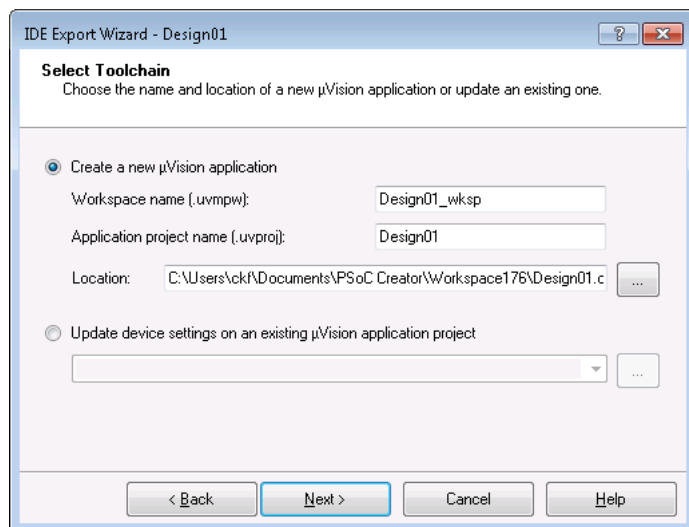 IDE Export Wizard - Design01
Select Toolchain
Choose the name and location of a new µVision application or update an existing one.
Create a new µVision application
Workspace name (.uvmpw): Design01_wksp
Application project name (.uvproj): Design01
Location: C:\Users\ckf\Documents\PSoC Creator\Workspace176\Design01.c ...
Update device settings on an existing µVision application project
...
< Back Next > Cancel Help